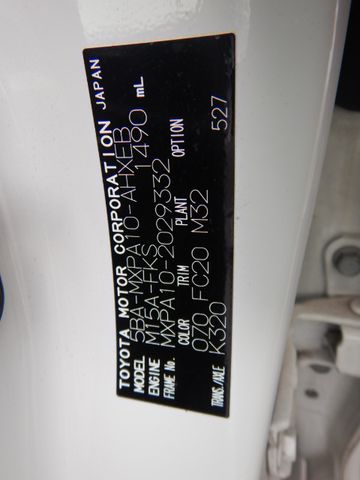 TOYOTA MOTOR CORPORATION JAPAN
MODEL 5BA-MXPA10-AHXEB
ENGINE M15A-FKS 1490 mL
FRAME No. MXPA10-2029332
COLOR TRIM PLANT OPTION
0Z0 FC20 M32
TRANS/AXLE K320 527